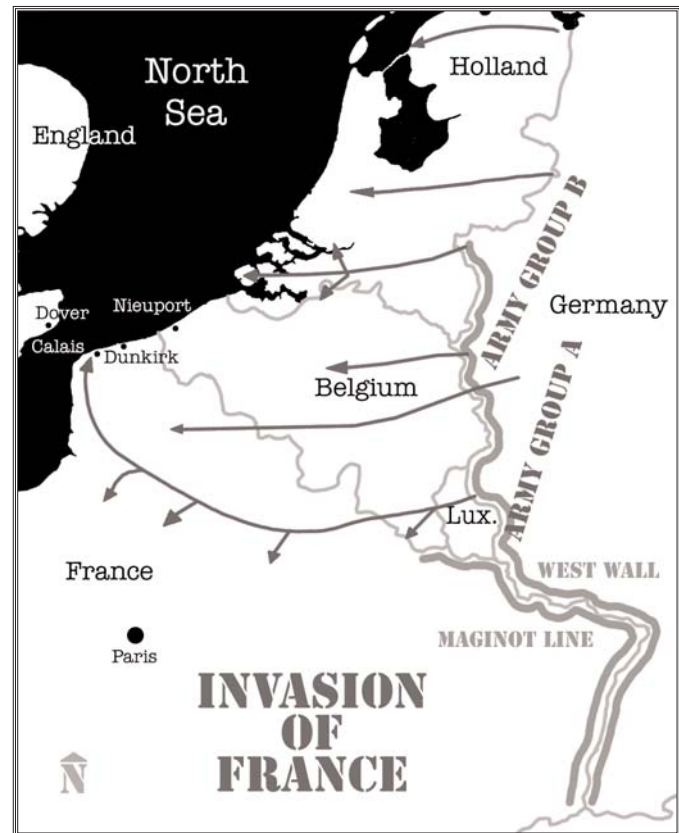 North
Sea
Holland
England
ARMY GROUP B
Germany
Dover
Nieuport
Calais
Dunkirk
Belgium
ARMY GROUP A
Lux.
France
WEST WALL
MAGINOT LINE
Paris
INVASION
OF
FRANCE
N